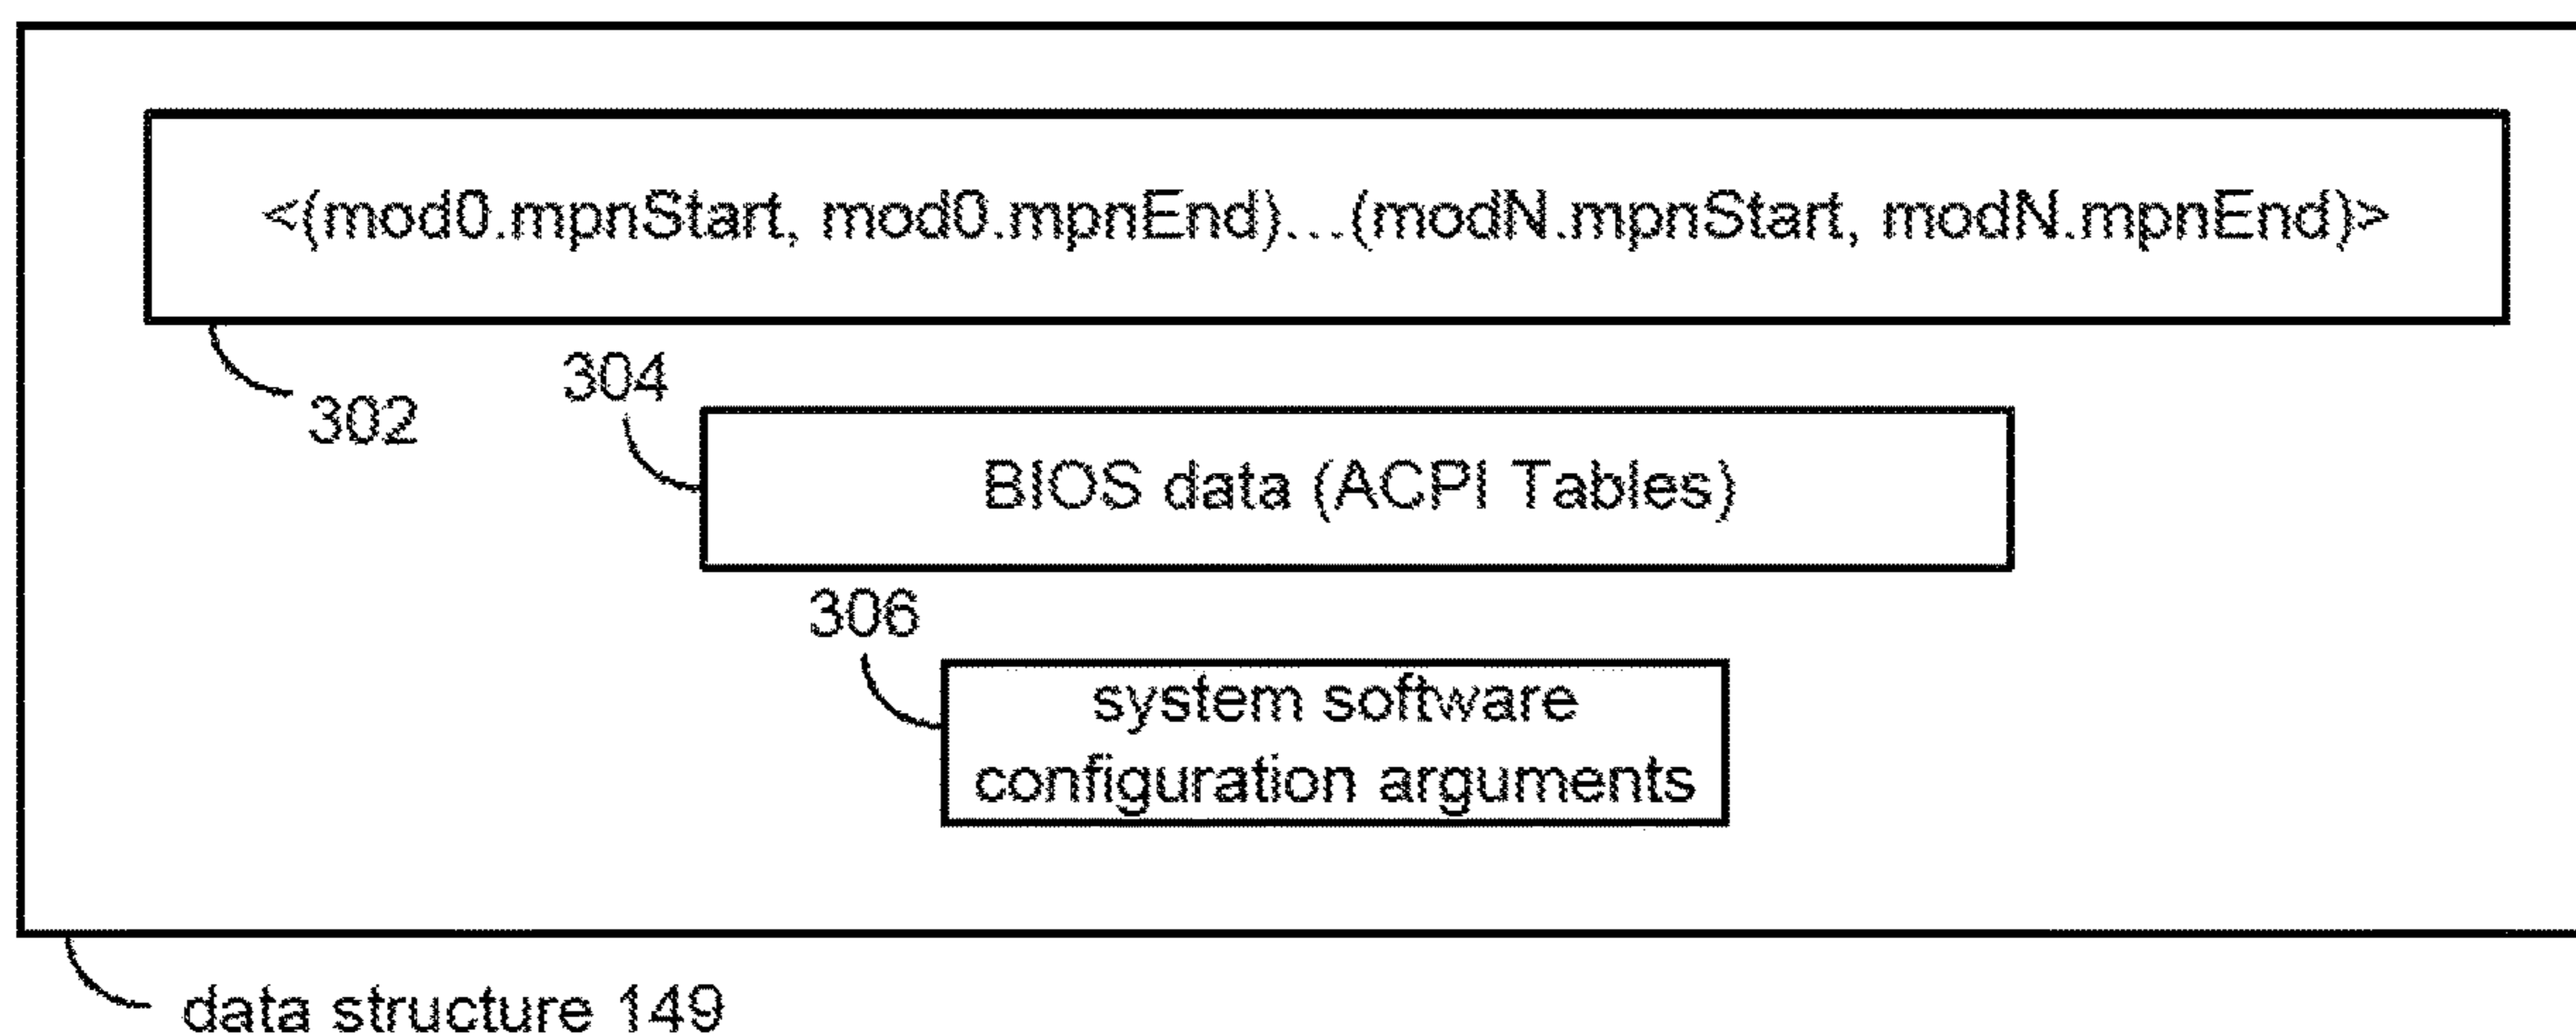 <(mod0.mpnStart, mod0.mpnEnd)...(modN.mpnStart, modN.mpnEnd)>
302
304
BIOS data (ACPI Tables)
306
system software
configuration arguments
data structure 149